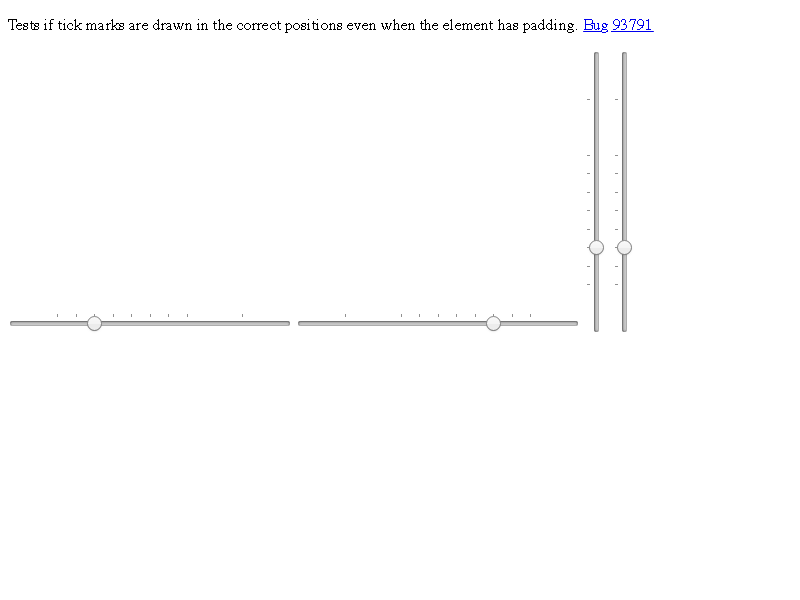 Tests if tick marks are drawn in the correct positions even when the element has padding. Bug 93791